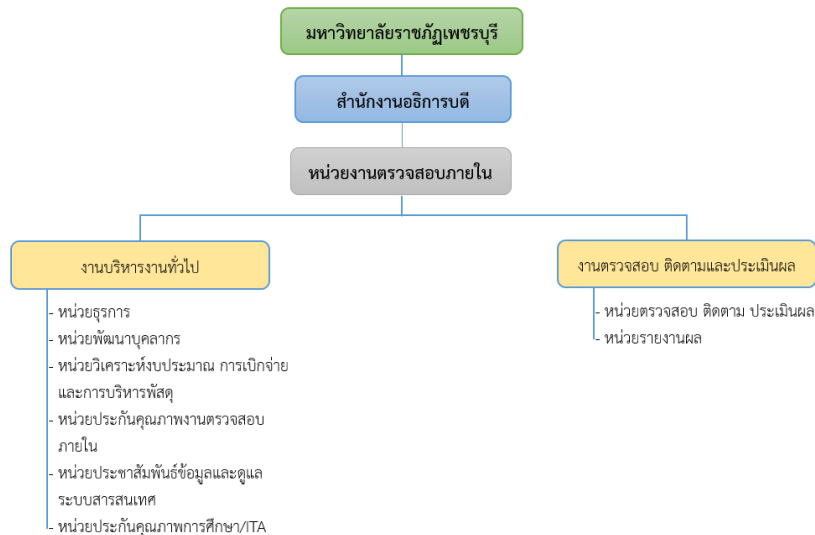 มหาวิทยาลัยราชภัฏเพชรบุรี
สำนักงานอธิการบดี
หน่วยงานตรวจสอบภายใน
งานบริหารงานทั่วไป
- หน่วยธุรการ
- หน่วยพัฒนาบุคลากร
- หน่วยวิเคราะห์งบประมาณ การเบิกจ่าย
และการบริหารพัสดุ
- หน่วยประกันคุณภาพงานตรวจสอบ
ภายใน
- หน่วยประชาสัมพันธ์ข้อมูลและดูแล
ระบบสารสนเทศ
- หน่วยประกันคุณภาพการศึกษา/ITA
งานตรวจสอบ ติดตามและประเมินผล
- หน่วยตรวจสอบ ติดตาม ประเมินผล
- หน่วยรายงานผล